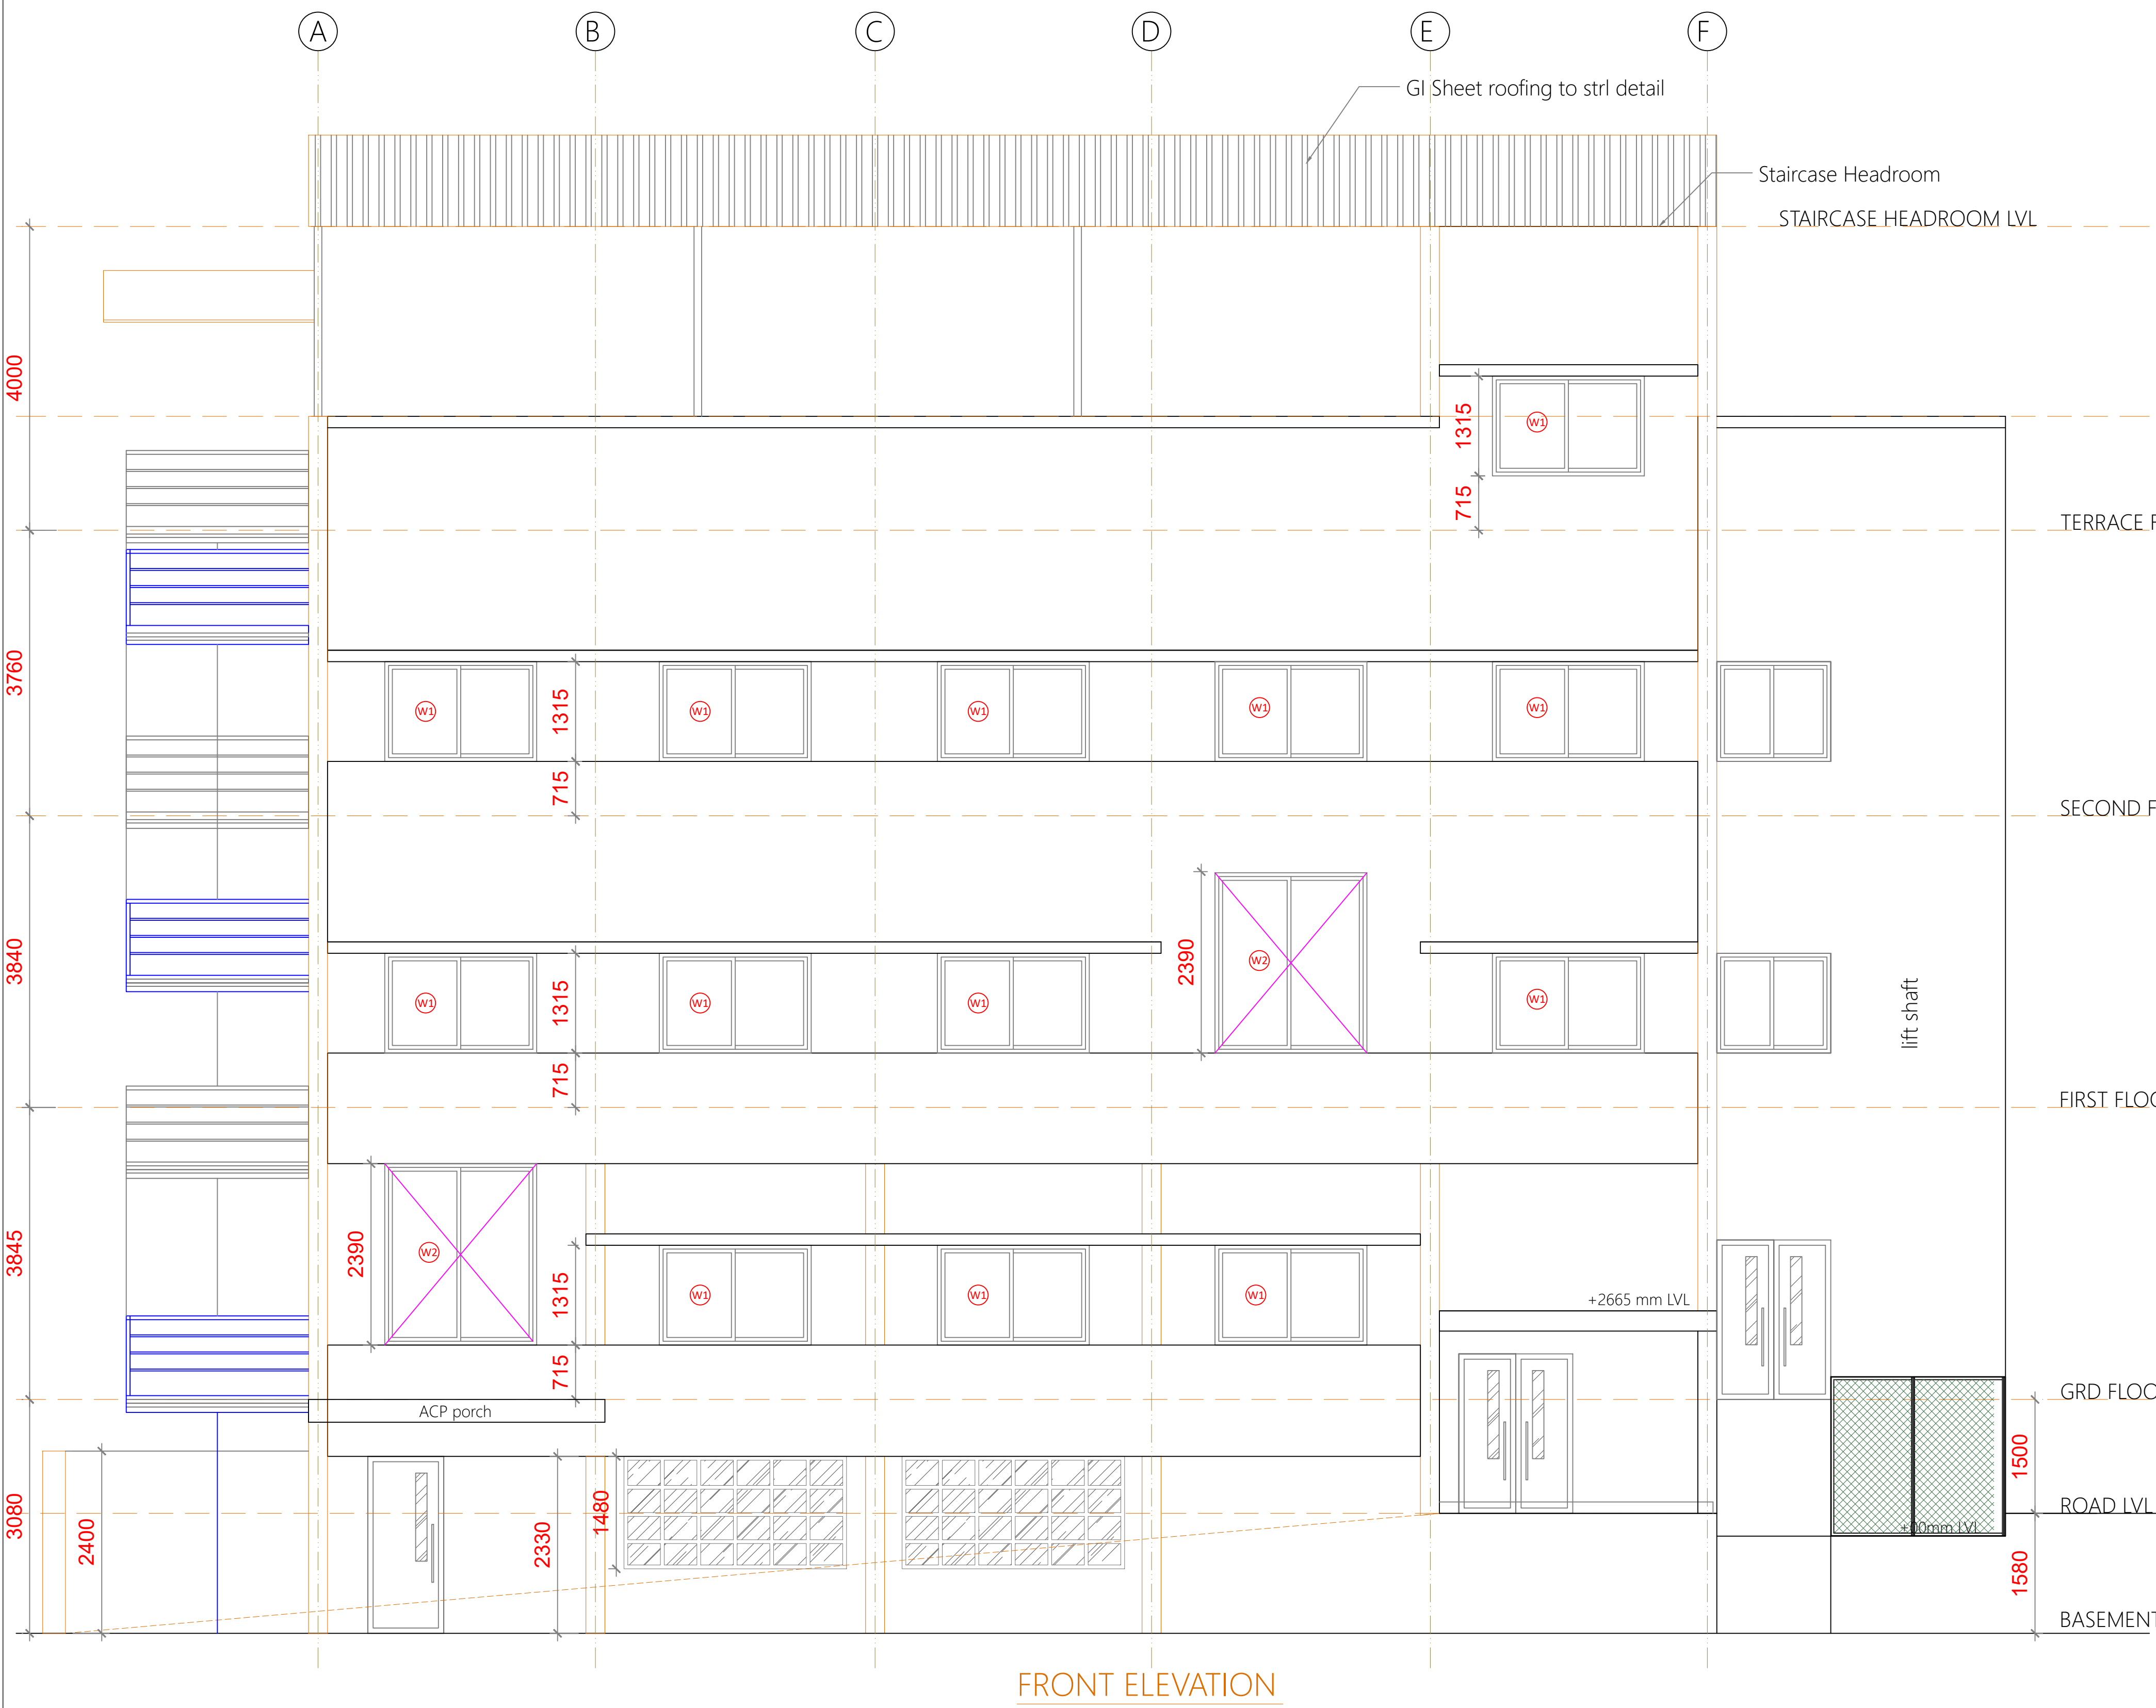 A B C D E F
GI Sheet roofing to strl detail
Staircase Headroom
STAIRCASE HEADROOM LVL
4000
1315
W1
715
TERRACE F
3760
W1 1315 W1 W1 W1 W1
715
SECOND F
3840
2390
W2
W1 1315 W1 W1 W1
lift shaft
715
FIRST FLOO
3845
2390
W2
1315 W1 W1 W1
+2665 mm LVL
715
GRD FLOO
ACP porch
1500
3080
2400
2330
1480
ROAD LVL
mm LVL
1580
BASEMENT
FRONT ELEVATION